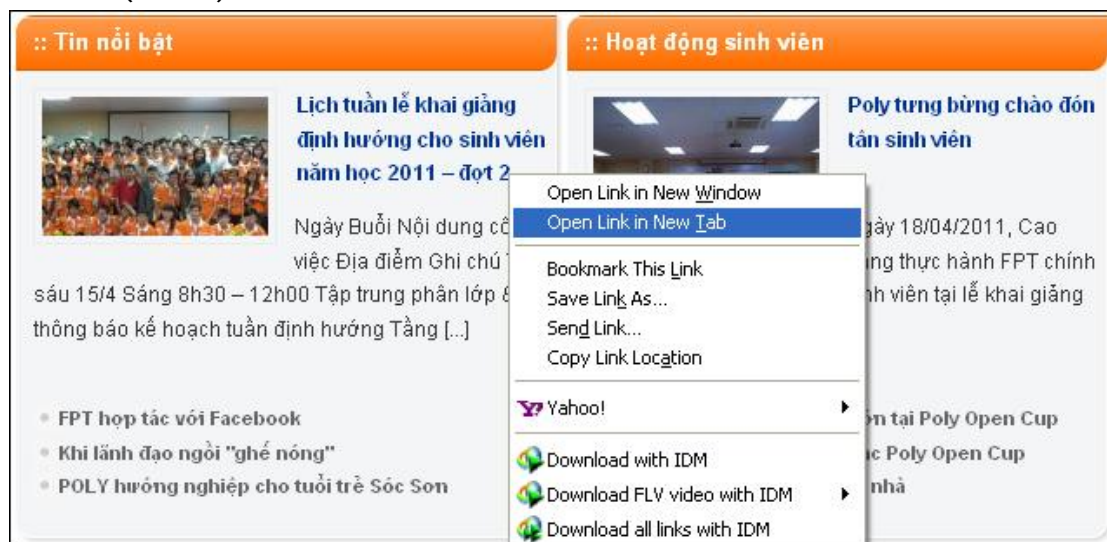 :: Tin nổi bật
Lịch tuần lễ khai giảng
định hướng cho sinh viên
năm học 2011 – đợt 2
Ngày Buổi Nội dung
việc Địa điểm Ghi chú
sáu 15/4 Sáng 8h30 – 12h00 Tập trung phân lớp &
thông báo kế hoạch tuần định hướng Tầng [...]
FPT hợp tác với Facebook
Khi lãnh đạo ngồi "ghế nóng"
POLY hướng nghiệp cho tuổi trẻ Sóc Sơn
:: Hoạt động sinh viên
Poly tưng bừng chào đón
tân sinh viên
18/04/2011, Cao
thực hành FPT chính
viên tại lễ khai giảng
tại Poly Open Cup
Poly Open Cup
nhà
Open Link in New Window
Open Link in New Tab
Bookmark This Link
Save Link As...
Send Link...
Copy Link Location
Yahoo!
Download with IDM
Download FLV video with IDM
Download all links with IDM